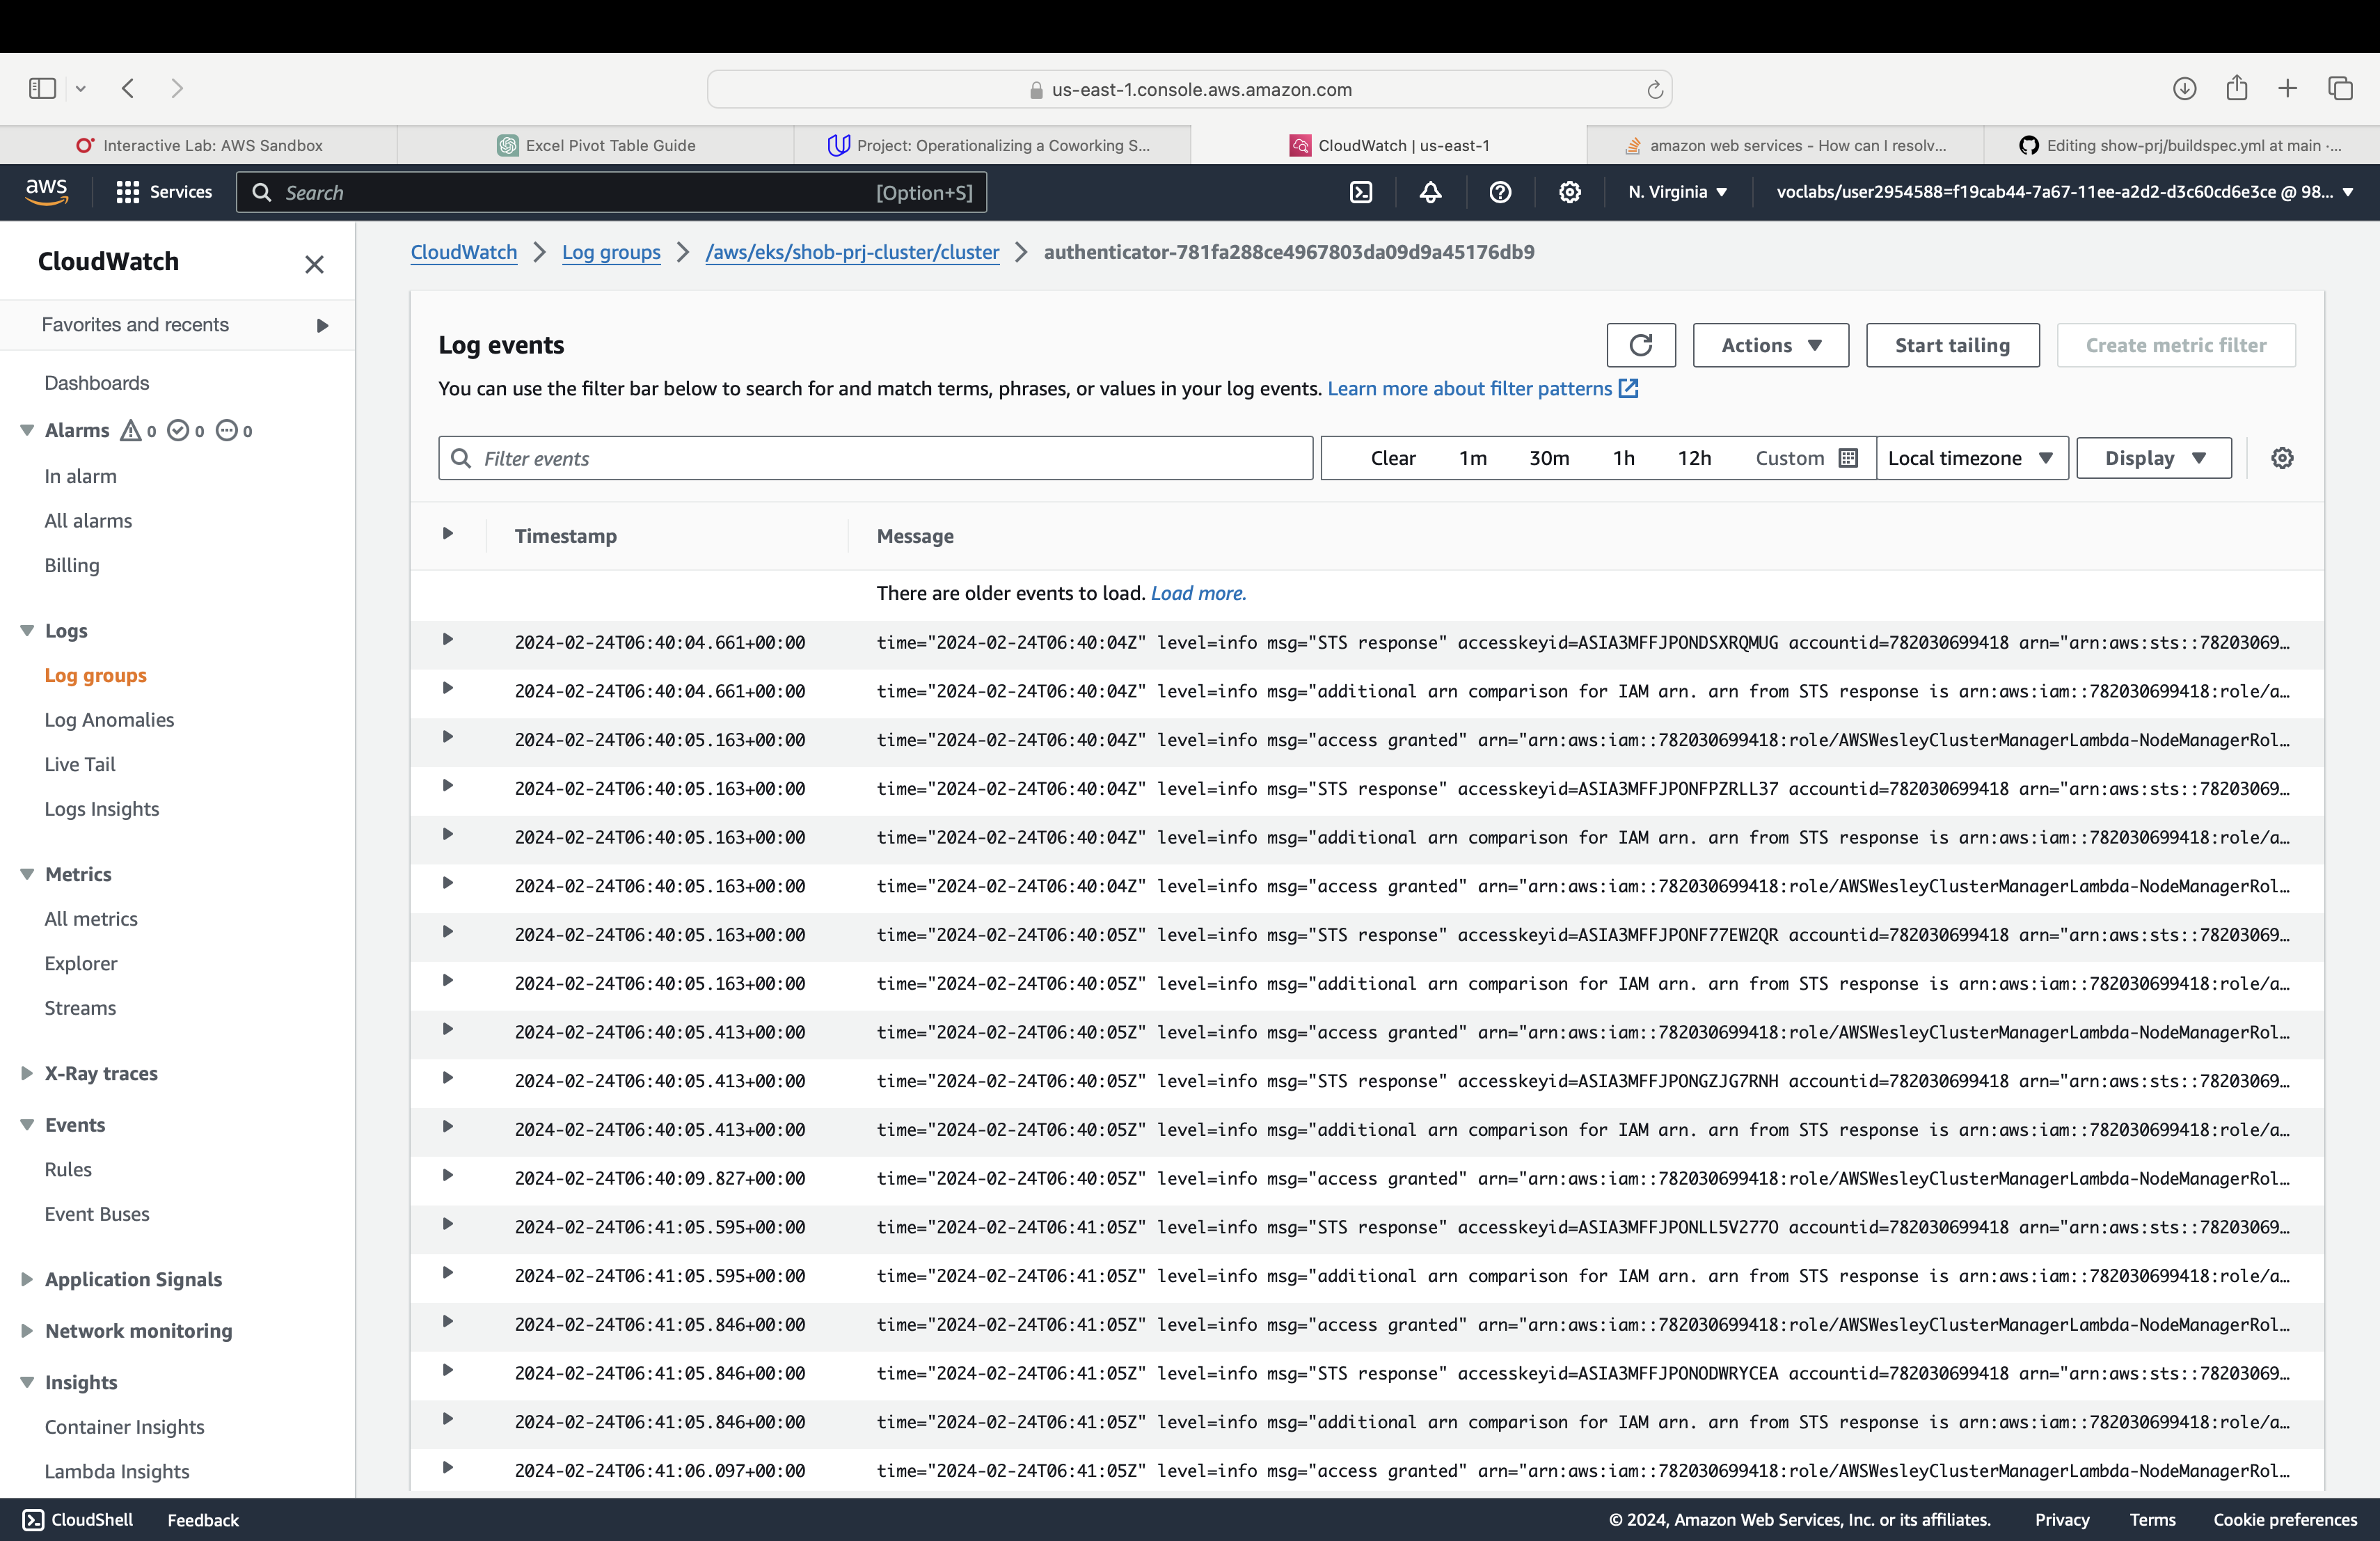 us-east-1.console.aws.amazon.com
Interactive Lab: AWS Sandbox
Excel Pivot Table Guide
Project: Operationalizing a Coworking S...
CloudWatch | us-east-1
amazon web services - How can I resolv...
Editing show-prj/buildspec.yml at main ·...
aws
Services
Search
[Option+S]
N. Virginia
voclabs/user2954588=f19cab44-7a67-11ee-a2d2-d3c60cd6e3ce @ 98...
CloudWatch
Favorites and recents
Dashboards
Alarms 0 0 0
In alarm
All alarms
Billing
Logs
Log groups
Log Anomalies
Live Tail
Logs Insights
Metrics
All metrics
Explorer
Streams
X-Ray traces
Events
Rules
Event Buses
Application Signals
Network monitoring
Insights
Container Insights
Lambda Insights
CloudWatch
Log groups
/aws/eks/shob-prj-cluster/cluster
authenticator-781fa288ce4967803da09d9a45176db9
Log events
Actions
Start tailing
Create metric filter
You can use the filter bar below to search for and match terms, phrases, or values in your log events. Learn more about filter patterns
Filter events
Clear 1m 30m 1h 12h Custom
Local timezone
Display
Timestamp Message
There are older events to load. Load more.
2024-02-24T06:40:04.661+00:00 time="2024-02-24T06:40:04Z" level=info msg="STS response" accesskeyid=ASIA3MFFJPONDSXRQMUG accountid=782030699418 arn="arn:aws:sts::78203069...
2024-02-24T06:40:04.661+00:00 time="2024-02-24T06:40:04Z" level=info msg="additional arn comparison for IAM arn. arn from STS response is arn:aws:iam::782030699418:role/a...
2024-02-24T06:40:05.163+00:00 time="2024-02-24T06:40:04Z" level=info msg="access granted" arn="arn:aws:iam::782030699418:role/AWSWesleyClusterManagerLambda-NodeManagerRol...
2024-02-24T06:40:05.163+00:00 time="2024-02-24T06:40:04Z" level=info msg="STS response" accesskeyid=ASIA3MFFJPONFPZRLL37 accountid=782030699418 arn="arn:aws:sts::78203069...
2024-02-24T06:40:05.163+00:00 time="2024-02-24T06:40:04Z" level=info msg="additional arn comparison for IAM arn. arn from STS response is arn:aws:iam::782030699418:role/a...
2024-02-24T06:40:05.163+00:00 time="2024-02-24T06:40:04Z" level=info msg="access granted" arn="arn:aws:iam::782030699418:role/AWSWesleyClusterManagerLambda-NodeManagerRol...
2024-02-24T06:40:05.163+00:00 time="2024-02-24T06:40:05Z" level=info msg="STS response" accesskeyid=ASIA3MFFJPONF77EW2QR accountid=782030699418 arn="arn:aws:sts::78203069...
2024-02-24T06:40:05.163+00:00 time="2024-02-24T06:40:05Z" level=info msg="additional arn comparison for IAM arn. arn from STS response is arn:aws:iam::782030699418:role/a...
2024-02-24T06:40:05.413+00:00 time="2024-02-24T06:40:05Z" level=info msg="access granted" arn="arn:aws:iam::782030699418:role/AWSWesleyClusterManagerLambda-NodeManagerRol...
2024-02-24T06:40:05.413+00:00 time="2024-02-24T06:40:05Z" level=info msg="STS response" accesskeyid=ASIA3MFFJPONGZJG7RNH accountid=782030699418 arn="arn:aws:sts::78203069...
2024-02-24T06:40:05.413+00:00 time="2024-02-24T06:40:05Z" level=info msg="additional arn comparison for IAM arn. arn from STS response is arn:aws:iam::782030699418:role/a...
2024-02-24T06:40:09.827+00:00 time="2024-02-24T06:40:05Z" level=info msg="access granted" arn="arn:aws:iam::782030699418:role/AWSWesleyClusterManagerLambda-NodeManagerRol...
2024-02-24T06:41:05.595+00:00 time="2024-02-24T06:41:05Z" level=info msg="STS response" accesskeyid=ASIA3MFFJPONLL5V277O accountid=782030699418 arn="arn:aws:sts::78203069...
2024-02-24T06:41:05.595+00:00 time="2024-02-24T06:41:05Z" level=info msg="additional arn comparison for IAM arn. arn from STS response is arn:aws:iam::782030699418:role/a...
2024-02-24T06:41:05.846+00:00 time="2024-02-24T06:41:05Z" level=info msg="access granted" arn="arn:aws:iam::782030699418:role/AWSWesleyClusterManagerLambda-NodeManagerRol...
2024-02-24T06:41:05.846+00:00 time="2024-02-24T06:41:05Z" level=info msg="STS response" accesskeyid=ASIA3MFFJPONODWRYCEA accountid=782030699418 arn="arn:aws:sts::78203069...
2024-02-24T06:41:05.846+00:00 time="2024-02-24T06:41:05Z" level=info msg="additional arn comparison for IAM arn. arn from STS response is arn:aws:iam::782030699418:role/a...
2024-02-24T06:41:06.097+00:00 time="2024-02-24T06:41:05Z" level=info msg="access granted" arn="arn:aws:iam::782030699418:role/AWSWesleyClusterManagerLambda-NodeManagerRol...
CloudShell Feedback © 2024, Amazon Web Services, Inc. or its affiliates. Privacy Terms Cookie preferences